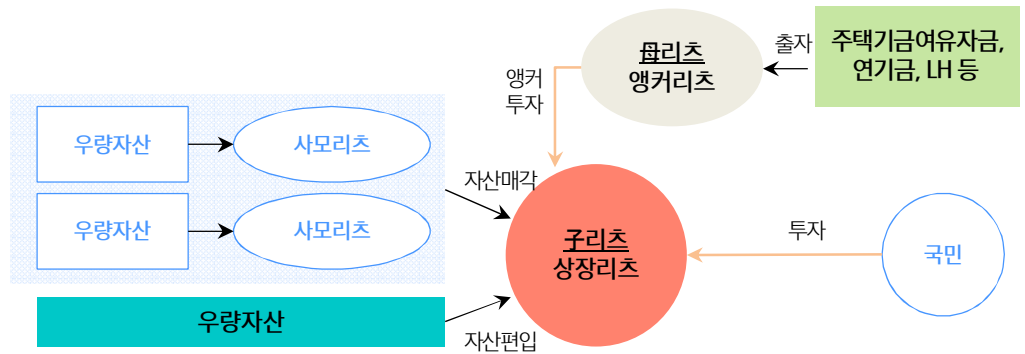 母리츠
앵커리츠
출자
주택기금여유자금,
연기금, LH 등
앵커
투자
우량자산
사모리츠
자산매각
우량자산
사모리츠
子리츠
상장리츠
투자
국민
우량자산
자산편입